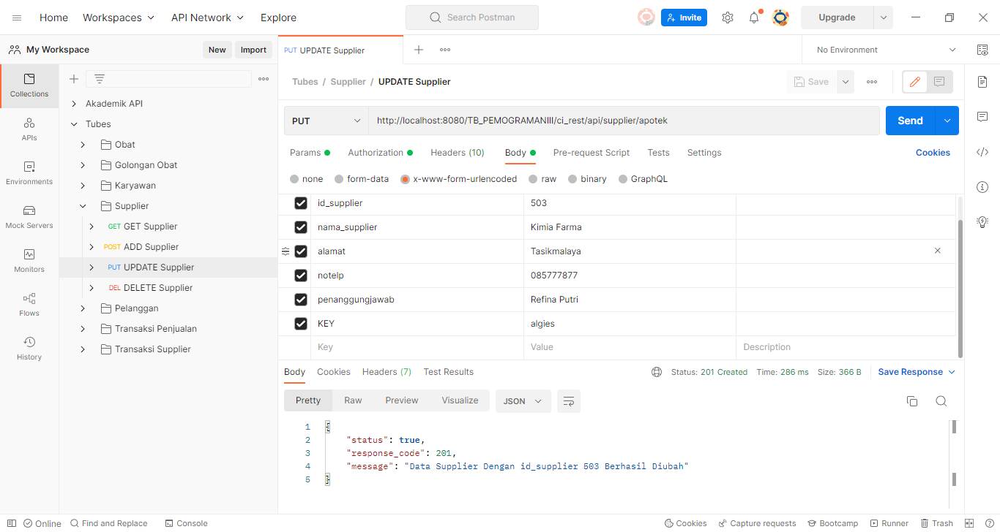 Home Workspaces API Network Explore Search Postman Invite Upgrade
My Workspace New Import PUT UPDATE Supplier No Environment
Collections
APIs
Environments
Mock Servers
Monitors
Flows
History
Akademik API
Tubes
Obat
Golongan Obat
Karyawan
Supplier
GET GET Supplier
POST ADD Supplier
PUT UPDATE Supplier
DEL DELETE Supplier
Pelanggan
Transaksi Penjualan
Transaksi Supplier
Tubes / Supplier / UPDATE Supplier Save
PUT http://localhost:8080/TB_PEMOGRAMANIII/ci_rest/api/supplier/apotek Send
Params Authorization Headers (10) Body Pre-request Script Tests Settings Cookies
none form-data x-www-form-urlencoded raw binary GraphQL
id_supplier 503
nama_supplier Kimia Farma
alamat Tasikmalaya
notelp 085777877
penanggungjawab Refina Putri
KEY algies
Key Value Description
Body Cookies Headers (7) Test Results Status: 201 Created Time: 286 ms Size: 366 B Save Response
Pretty Raw Preview Visualize JSON
1 {
2 "status": true,
3 "response_code": 201,
4 "message": "Data Supplier Dengan id_supplier 503 Berhasil Diubah"
5 }
Online Find and Replace Console Cookies Capture requests Bootcamp Runner Trash